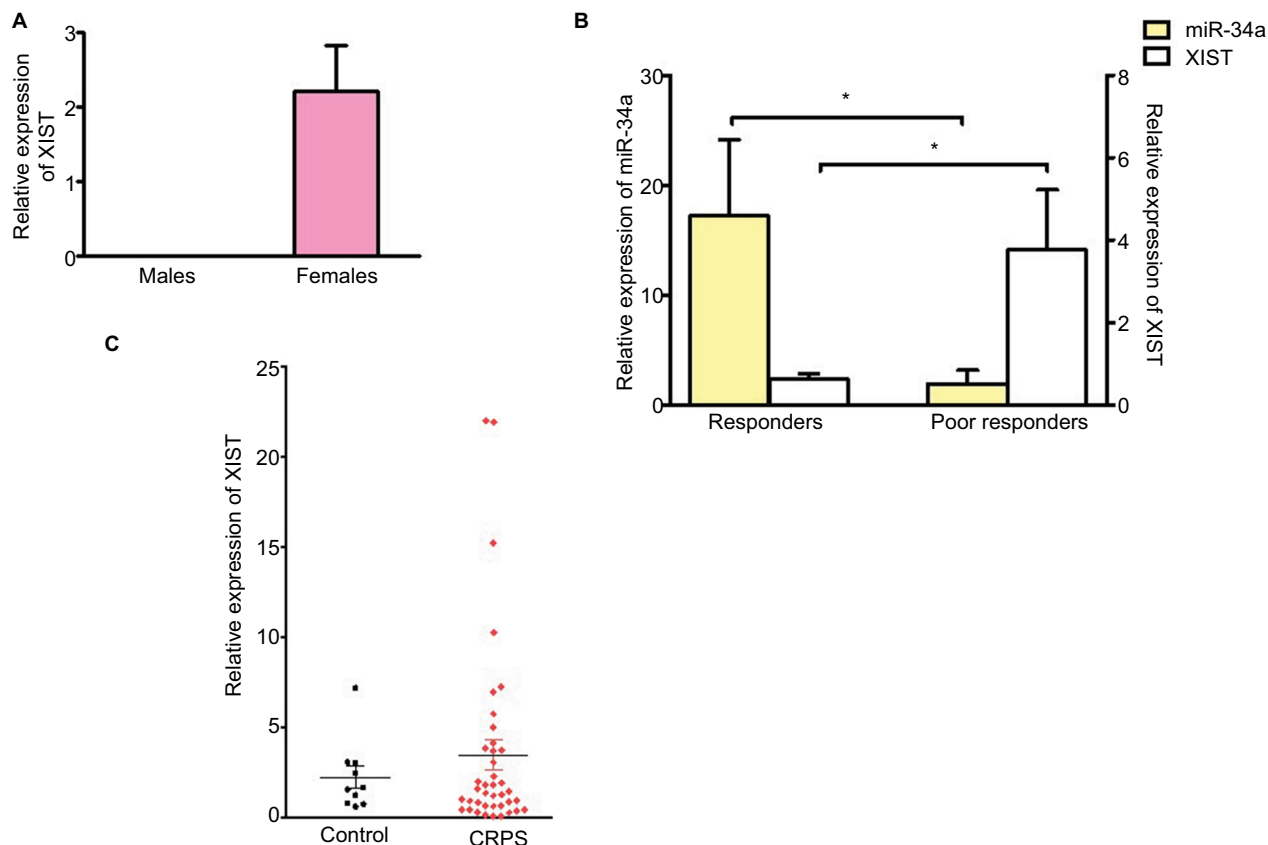 A
Relative expression
of XIST
3
2
1
0
Males
Females
B
miR-34a
XIST
Relative expression of miR-34a
30
20
10
0
*
*
8
6
4
2
0
Relative expression of XIST
Responders
Poor responders
C
Relative expression of XIST
25
20
15
10
5
0
Control
CRPS